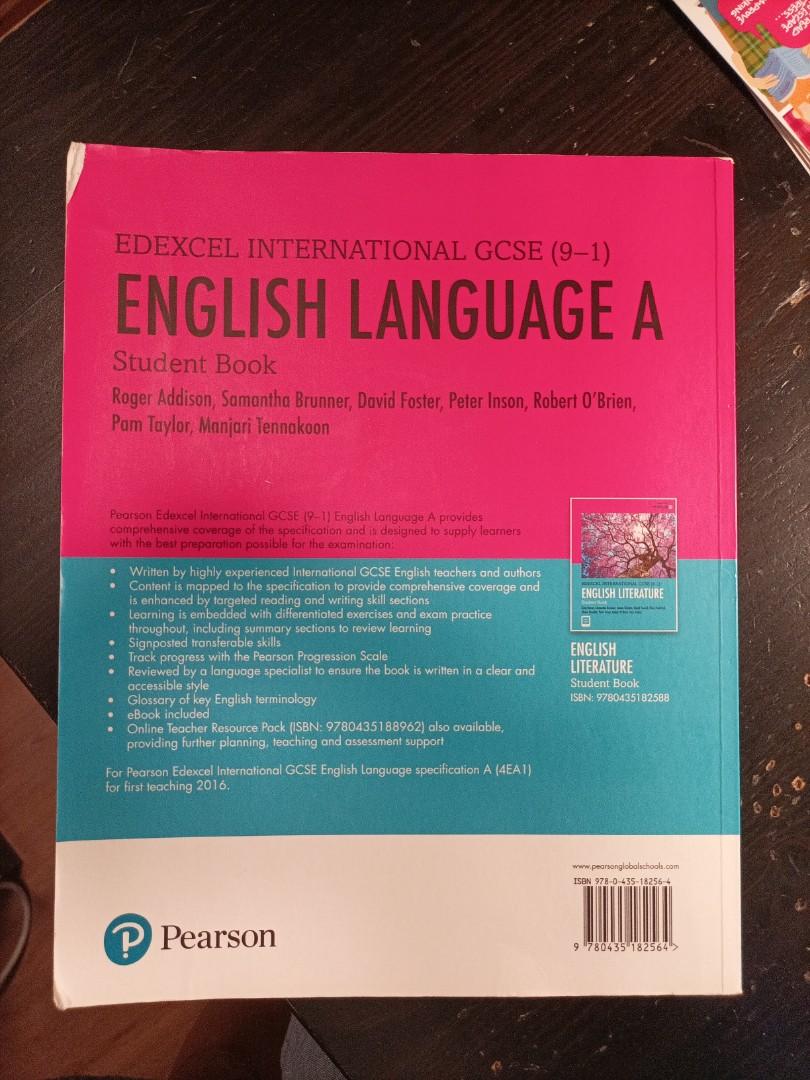 EDEXCEL INTERNATIONAL GCSE (9–1)
ENGLISH LANGUAGE A
Student Book
Roger Addison, Samantha Brunner, David Foster, Peter Inson, Robert O'Brien,
Pam Taylor, Manjari Tennakoon
Pearson Edexcel International GCSE (9–1) English Language A provides
comprehensive coverage of the specification and is designed to supply learners
with the best preparation possible for the examination:
• Written by highly experienced International GCSE English teachers and authors
• Content is mapped to the specification to provide comprehensive coverage and
is enhanced by targeted reading and writing skill sections
• Learning is embedded with differentiated exercises and exam practice
throughout, including summary sections to review learning
• Signposted transferable skills
• Track progress with the Pearson Progression Scale
• Reviewed by a language specialist to ensure the book is written in a clear and
accessible style
• Glossary of key English terminology
• eBook included
• Online Teacher Resource Pack (ISBN: 9780435188962) also available,
providing further planning, teaching and assessment support
For Pearson Edexcel International GCSE English Language specification A (4EA1)
for first teaching 2016.
EDEXCEL INTERNATIONAL GCSE (9–1)
ENGLISH LITERATURE
Student Book
ENGLISH
LITERATURE
Student Book
ISBN: 9780435182588
www.pearsonglobalschools.com
ISBN 978-0-435-18256-4
9 780435 182564 >
Pearson